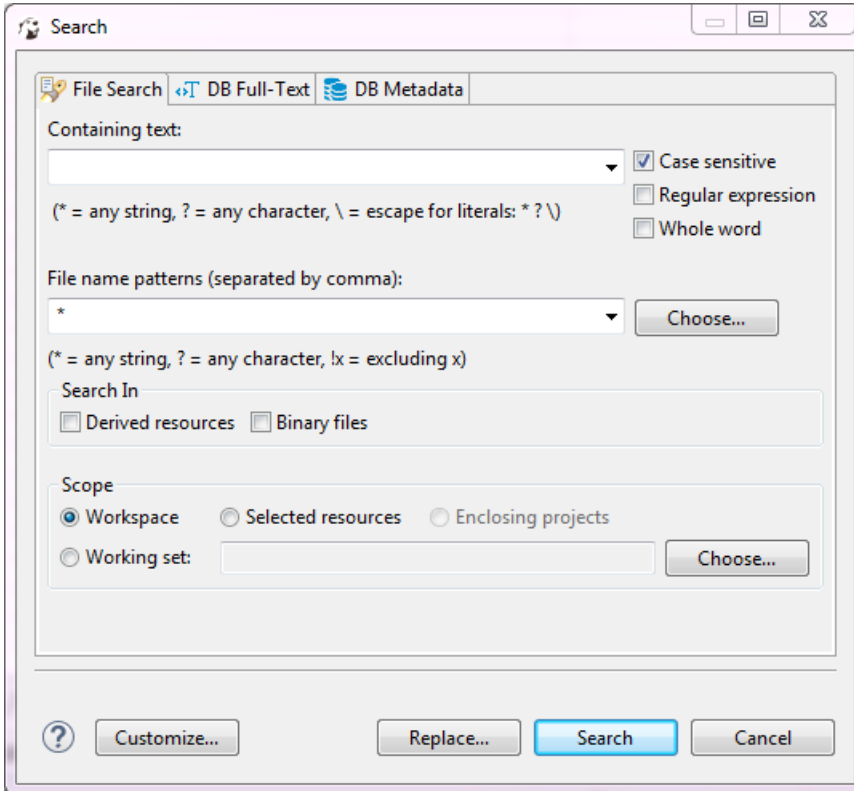 Search
File Search DB Full-Text DB Metadata
Containing text:
Case sensitive
Regular expression
(* = any string, ? = any character, \ = escape for literals: * ? \)
Whole word
File name patterns (separated by comma):
* Choose...
(* = any string, ? = any character, !x = excluding x)
Search In
Derived resources Binary files
Scope
Workspace Selected resources Enclosing projects
Working set: Choose...
? Customize... Replace... Search Cancel